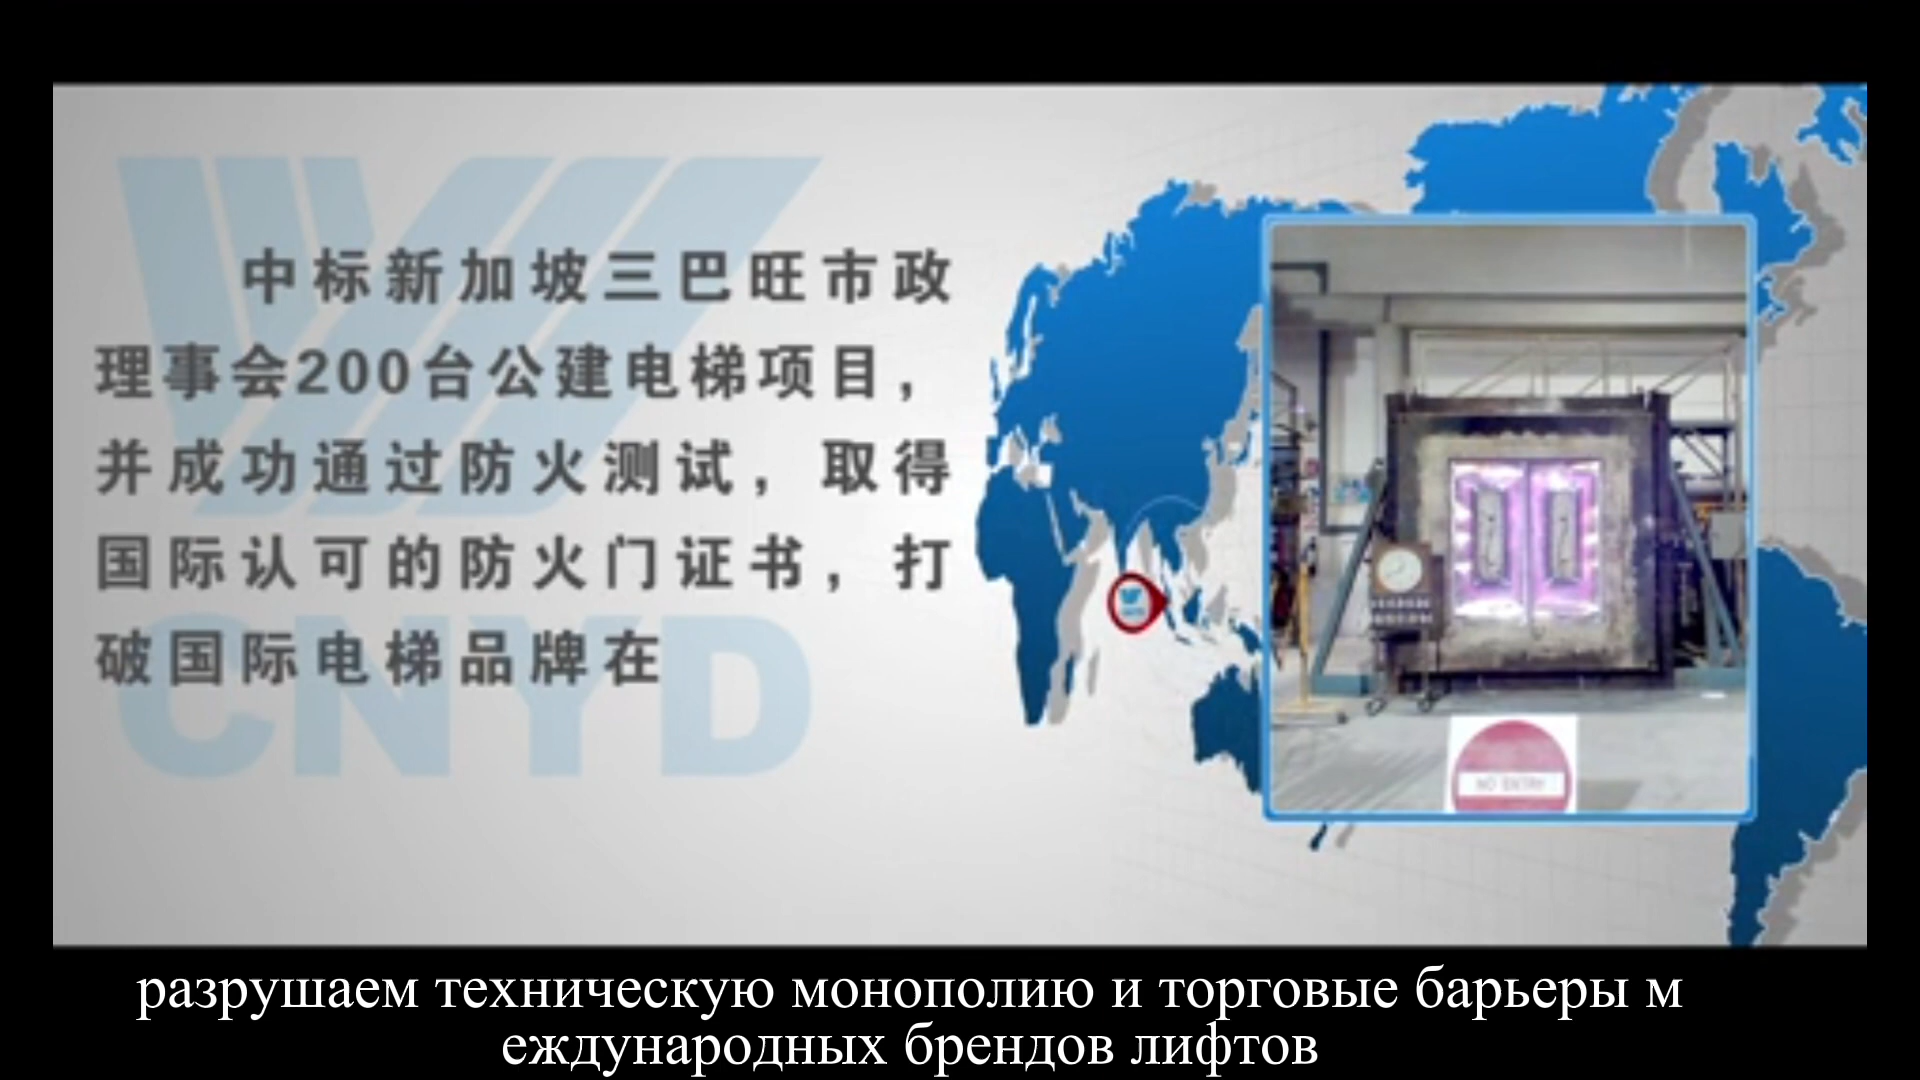 中标新加坡三巴旺市政
理事会200台公建电梯项目，
并成功通过防火测试，取得
国际认可的防火门证书，打
破国际电梯品牌在
CNYD
NO ENTRY
разрушаем техническую монополию и торговые барьеры м
еждународных брендов лифтов